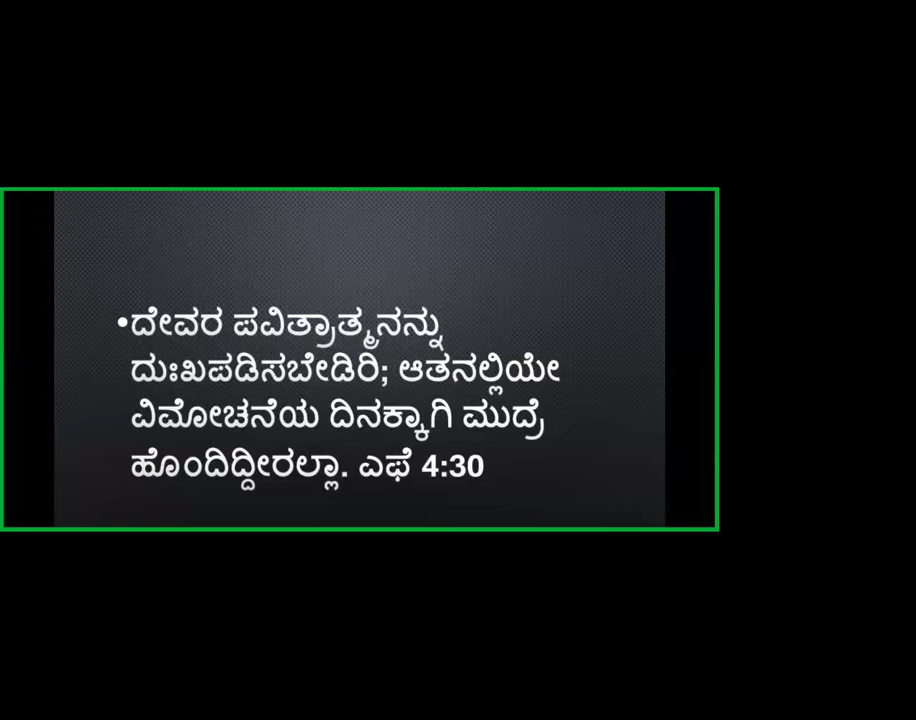 •ದೇವರ ಪವಿತ್ರಾತ್ಮನನ್ನು
ದುಃಖಪಡಿಸಬೇಡಿರಿ; ಆತನಲ್ಲಿಯೇ
ವಿಮೋಚನೆಯ ದಿನಕ್ಕಾಗಿ ಮುದ್ರೆ
ಹೊಂದಿದ್ದೀರಲ್ಲಾ. ಎಫೆ 4:30